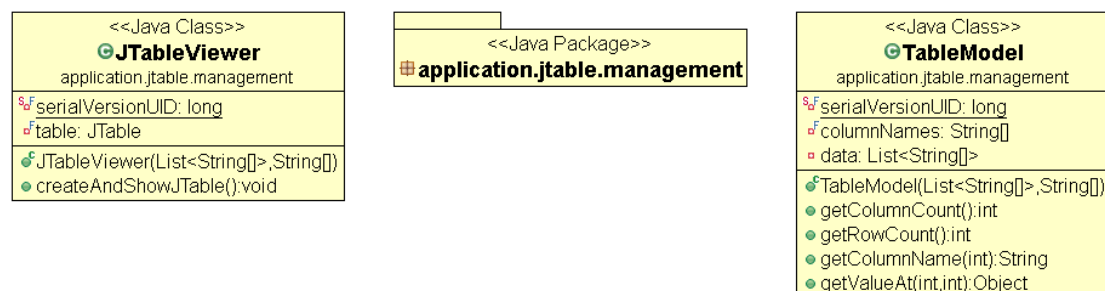 <<Java Class>>
JTableViewer
application.jtable.management
serialVersionUID: long
table: JTable
JTableViewer(List<String[]>,String[])
createAndShowJTable():void
<<Java Package>>
application.jtable.management
<<Java Class>>
TableModel
application.jtable.management
serialVersionUID: long
columnNames: String[]
data: List<String[]>
TableModel(List<String[]>,String[])
getColumnCount():int
getRowCount():int
getColumnName(int):String
getValueAt(int,int):Object